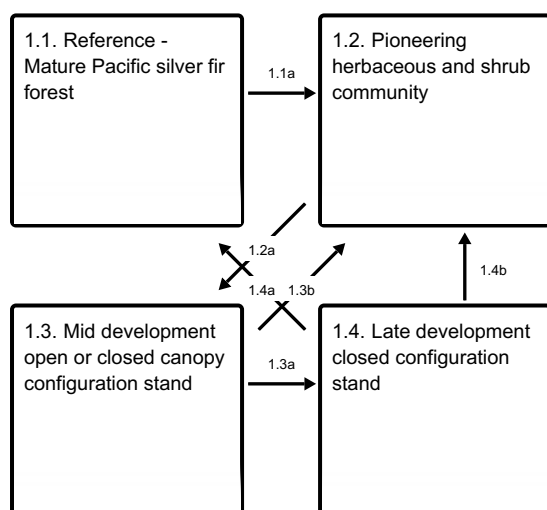 1.1. Reference -
Mature Pacific silver fir
forest
1.1a
1.2. Pioneering
herbaceous and shrub
community
1.2a
1.4a
1.3b
1.4b
1.3. Mid development
open or closed canopy
configuration stand
1.3a
1.4. Late development
closed configuration
stand